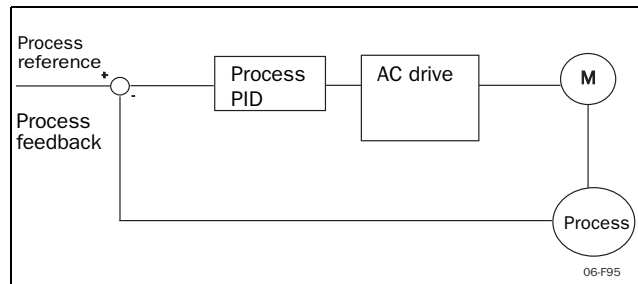 Process
reference
+
-
Process
feedback
Process
PID
AC drive
M
Process
06-F95